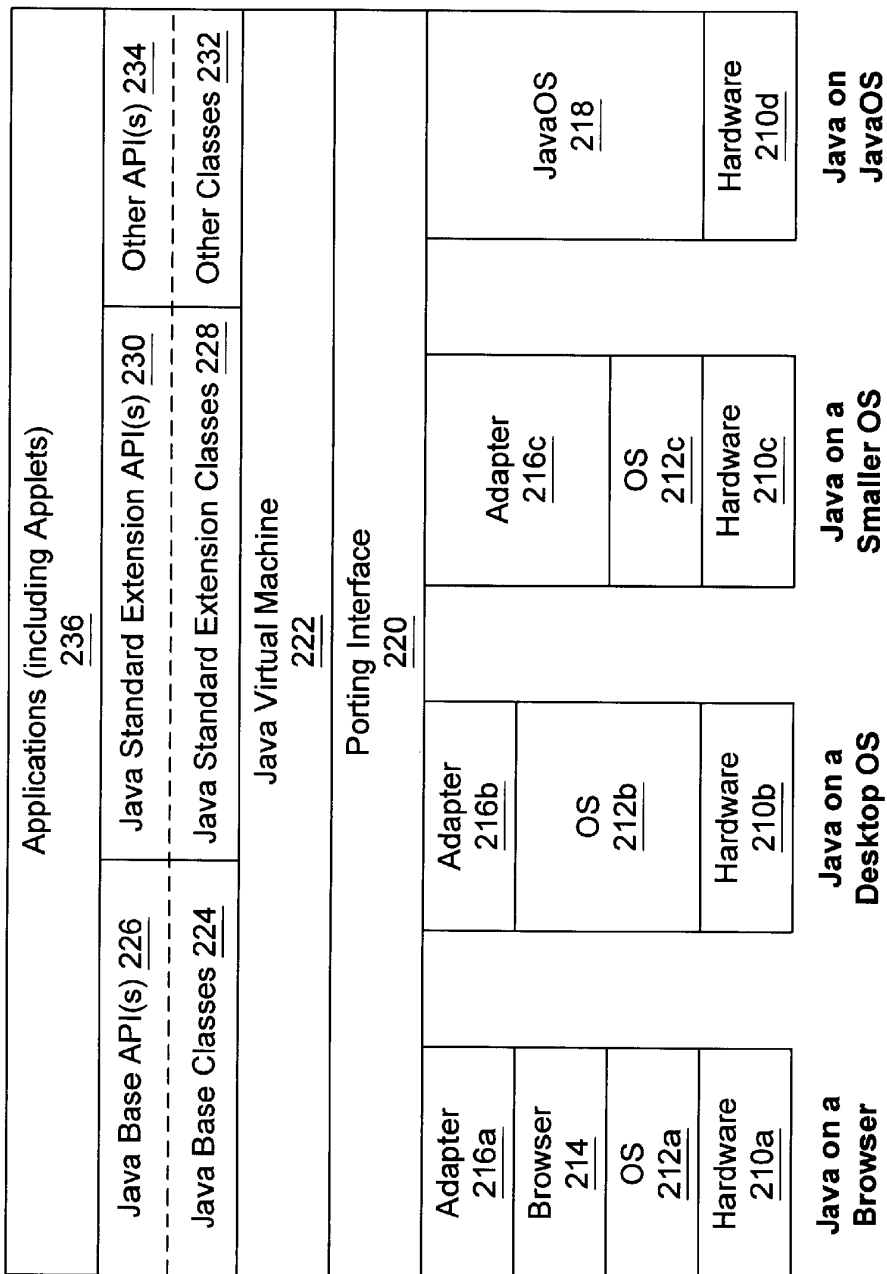 Applications (including Applets)
236
Java Base API(s) 226
Java Standard Extension API(s) 230
Other API(s) 234
Java Base Classes 224
Java Standard Extension Classes 228
Other Classes 232
Java Virtual Machine
222
Porting Interface
220
Adapter
216a
Browser
214
OS
212a
Hardware
210a
Java on a
Browser
Adapter
216b
OS
212b
Hardware
210b
Java on a
Desktop OS
Adapter
216c
OS
212c
Hardware
210c
Java on a
Smaller OS
JavaOS
218
Hardware
210d
Java on
JavaOS